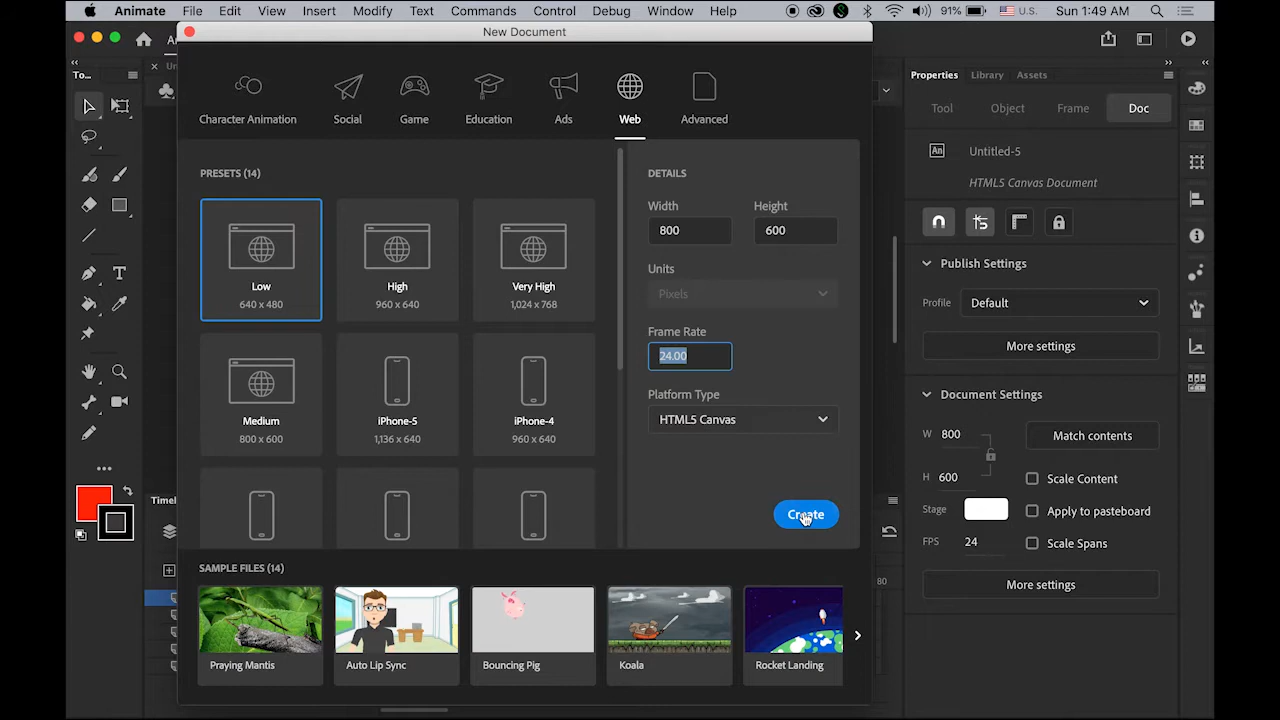 Animate File Edit View Insert Modify Text Commands Control Debug Window Help 91% U.S. Sun 1:49 AM
New Document
To...
Character Animation Social Game Education Ads Web Advanced
PRESETS (14)
Low
640 x 480
High
960 x 640
Very High
1,024 x 768
Medium
800 x 600
iPhone-5
1,136 x 640
iPhone-4
960 x 640
DETAILS
Width Height
800 600
Units
Pixels
Frame Rate
24.00
Platform Type
HTML5 Canvas
Create
SAMPLE FILES (14)
Praying Mantis
Auto Lip Sync
Bouncing Pig
Koala
Rocket Landing
Timel
80
Properties Library Assets
Tool Object Frame Doc
An Untitled-5
HTML5 Canvas Document
Publish Settings
Profile Default
More settings
Document Settings
W 800 Match contents
H 600 Scale Content
Stage Apply to pasteboard
FPS 24 Scale Spans
More settings